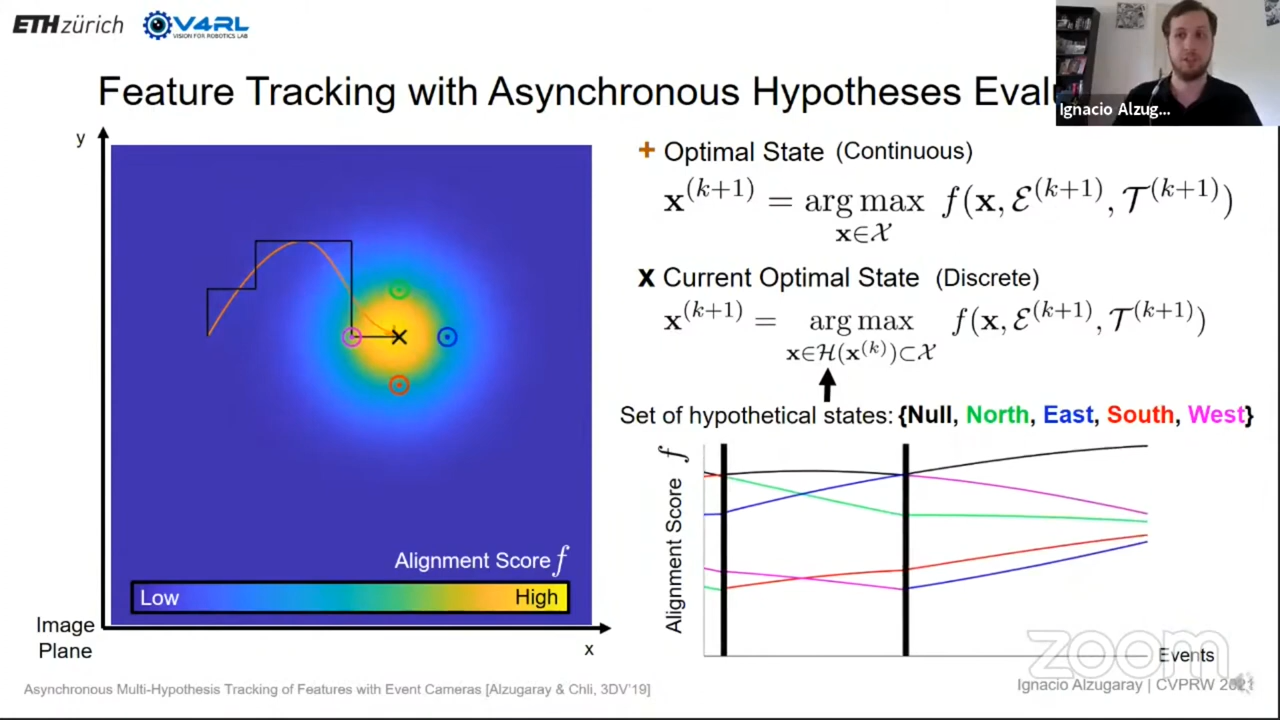 ETH zürich
V4RL
VISION FOR ROBOTICS LAB
Ignacio Alzug...
Feature Tracking with Asynchronous Hypotheses Evalu
y
+ Optimal State (Continuous)
x^(k+1) = arg max f(x, ℰ^(k+1), 𝒯^(k+1))
x∈𝒳
x Current Optimal State (Discrete)
x^(k+1) = arg max f(x, ℰ^(k+1), 𝒯^(k+1))
x∈ℋ(x^(k))⊂𝒳
Set of hypothetical states: {Null, North, East, South, West}
Alignment Score f
Alignment Score f
Low High
Image
Plane
x
zoom
Events
Asynchronous Multi-Hypothesis Tracking of Features with Event Cameras [Alzugaray & Chli, 3DV'19]
Ignacio Alzugaray | CVPRW 2021